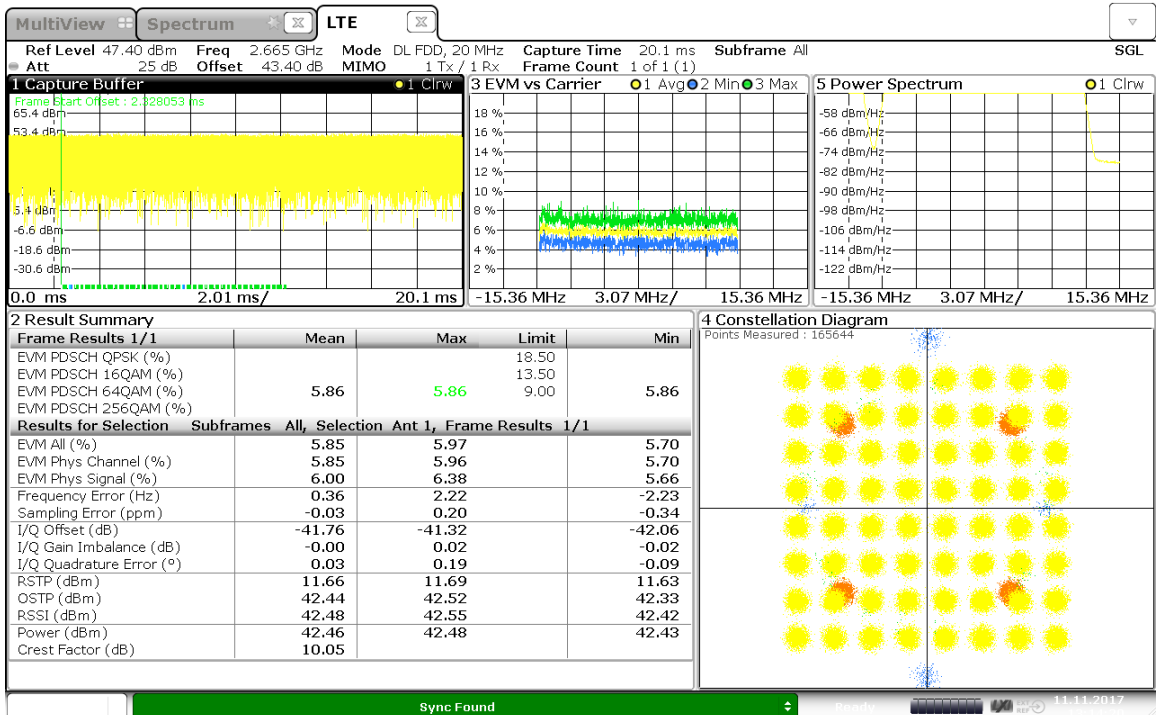 MultiView Spectrum LTE
Ref Level 47.40 dBm Freq 2.665 GHz Mode DL FDD, 20 MHz Capture Time 20.1 ms Subframe All SGL
Att 25 dB Offset 43.40 dB MIMO 1 Tx / 1 Rx Frame Count 1 of 1 (1)
1 Capture Buffer 1 Clrw
Frame Start Offset : 2.328053 ms
65.4 dBm
53.4 dBm
5.4 dBm
-6.6 dBm
-18.6 dBm
-30.6 dBm
0.0 ms 2.01 ms/ 20.1 ms
3 EVM vs Carrier 1 Avg 2 Min 3 Max
18 %
16 %
14 %
12 %
10 %
8 %
6 %
4 %
2 %
-15.36 MHz 3.07 MHz/ 15.36 MHz
5 Power Spectrum 1 Clrw
-58 dBm/Hz
-66 dBm/Hz
-74 dBm/Hz
-82 dBm/Hz
-90 dBm/Hz
-98 dBm/Hz
-106 dBm/Hz
-114 dBm/Hz
-122 dBm/Hz
-15.36 MHz 3.07 MHz/ 15.36 MHz
2 Result Summary
Frame Results 1/1 Mean Max Limit Min
EVM PDSCH QPSK (%) 18.50
EVM PDSCH 16QAM (%) 13.50
EVM PDSCH 64QAM (%) 5.86 5.86 9.00 5.86
EVM PDSCH 256QAM (%)
Results for Selection Subframes All, Selection Ant 1, Frame Results 1/1
EVM All (%) 5.85 5.97 5.70
EVM Phys Channel (%) 5.85 5.96 5.70
EVM Phys Signal (%) 6.00 6.38 5.66
Frequency Error (Hz) 0.36 2.22 -2.23
Sampling Error (ppm) -0.03 0.20 -0.34
I/Q Offset (dB) -41.76 -41.32 -42.06
I/Q Gain Imbalance (dB) -0.00 0.02 -0.02
I/Q Quadrature Error (º) 0.03 0.19 -0.09
RSTP (dBm) 11.66 11.69 11.63
OSTP (dBm) 42.44 42.52 42.33
RSSI (dBm) 42.48 42.55 42.42
Power (dBm) 42.46 42.48 42.43
Crest Factor (dB) 10.05
4 Constellation Diagram
Points Measured : 165644
Sync Found
Ready
11.11.2017